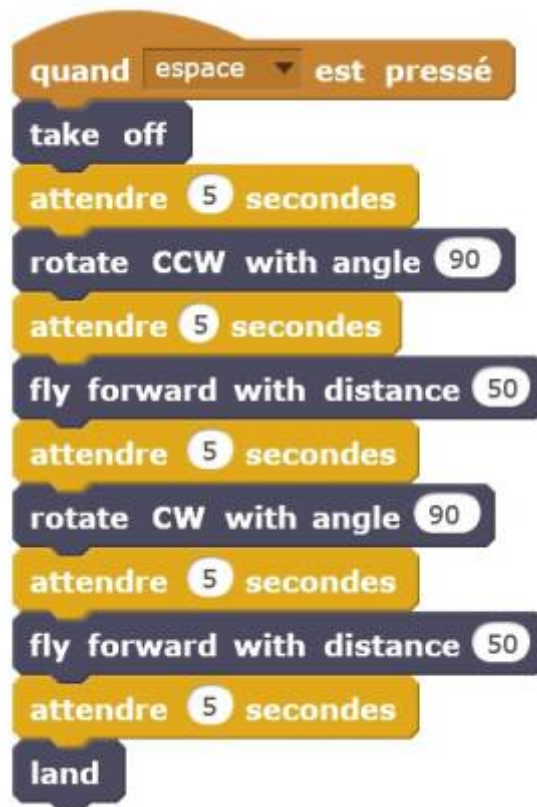 quand espace est pressé
take off
attendre 5 secondes
rotate CCW with angle 90
attendre 5 secondes
fly forward with distance 50
attendre 5 secondes
rotate CW with angle 90
attendre 5 secondes
fly forward with distance 50
attendre 5 secondes
land